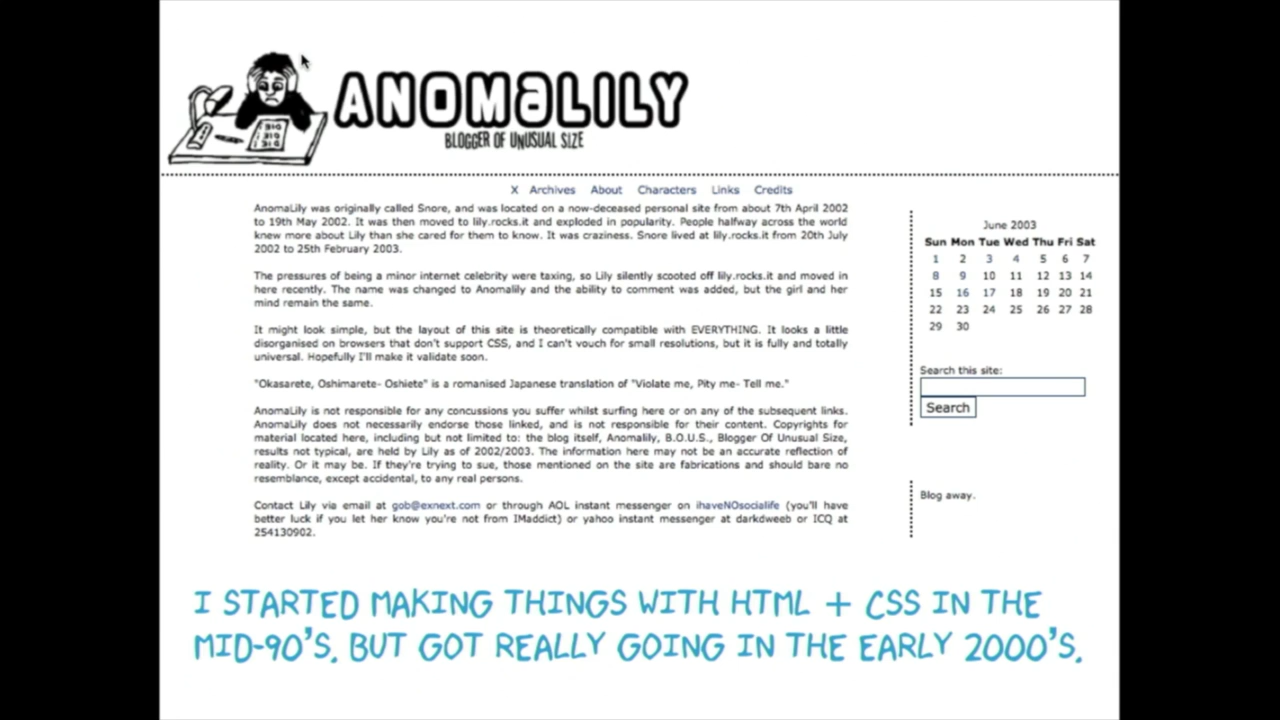 ANOMaLILY
BLOGGER OF UNUSUAL SIZE
X Archives About Characters Links Credits
AnomaLily was originally called Snore, and was located on a now-deceased personal site from about 7th April 2002
to 19th May 2002. It was then moved to lily.rocks.it and exploded in popularity. People halfway across the world
knew more about Lily than she cared for them to know. It was craziness. Snore lived at lily.rocks.it from 20th July
2002 to 25th February 2003.
The pressures of being a minor internet celebrity were taxing, so Lily silently scooted off lily.rocks.it and moved in
here recently. The name was changed to Anomalily and the ability to comment was added, but the girl and her
mind remain the same.
It might look simple, but the layout of this site is theoretically compatible with EVERYTHING. It looks a little
disorganised on browsers that don't support CSS, and I can't vouch for small resolutions, but it is fully and totally
universal. Hopefully I'll make it validate soon.
"Okasarete, Oshimarete- Oshiete" is a romanised Japanese translation of "Violate me, Pity me- Tell me."
AnomaLily is not responsible for any concussions you suffer whilst surfing here or on any of the subsequent links.
AnomaLily does not necessarily endorse those linked, and is not responsible for their content. Copyrights for
material located here, including but not limited to: the blog itself, Anomalily, B.O.U.S., Blogger Of Unusual Size,
results not typical, are held by Lily as of 2002/2003. The information here may not be an accurate reflection of
reality. Or it may be. If they're trying to sue, those mentioned on the site are fabrications and should bare no
resemblance, except accidental, to any real persons.
Contact Lily via email at gob@exnext.com or through AOL instant messenger on ihaveNOsocialife (you'll have
better luck if you let her know you're not from IMaddict) or yahoo instant messenger at darkdweeb or ICQ at
254130902.
June 2003
Sun Mon Tue Wed Thu Fri Sat
1 2 3 4 5 6 7
8 9 10 11 12 13 14
15 16 17 18 19 20 21
22 23 24 25 26 27 28
29 30
Search this site:
Search
Blog away.
I STARTED MAKING THINGS WITH HTML + CSS IN THE
MID-90'S. BUT GOT REALLY GOING IN THE EARLY 2000'S.